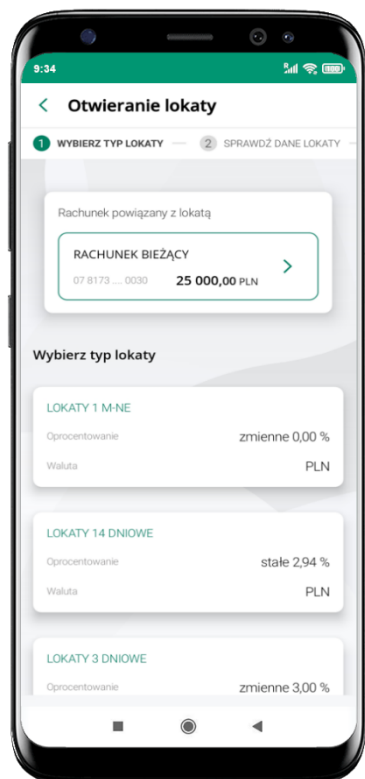 9:34
Otwieranie lokaty
1 WYBIERZ TYP LOKATY 2 SPRAWDŹ DANE LOKATY
Rachunek powiązany z lokatą
RACHUNEK BIEŻĄCY
07 8173 .... 0030 25 000,00 PLN
Wybierz typ lokaty
LOKATY 1 M-NE
Oprocentowanie zmienne 0,00 %
Waluta PLN
LOKATY 14 DNIOWE
Oprocentowanie stałe 2,94 %
Waluta PLN
LOKATY 3 DNIOWE
Oprocentowanie zmienne 3,00 %